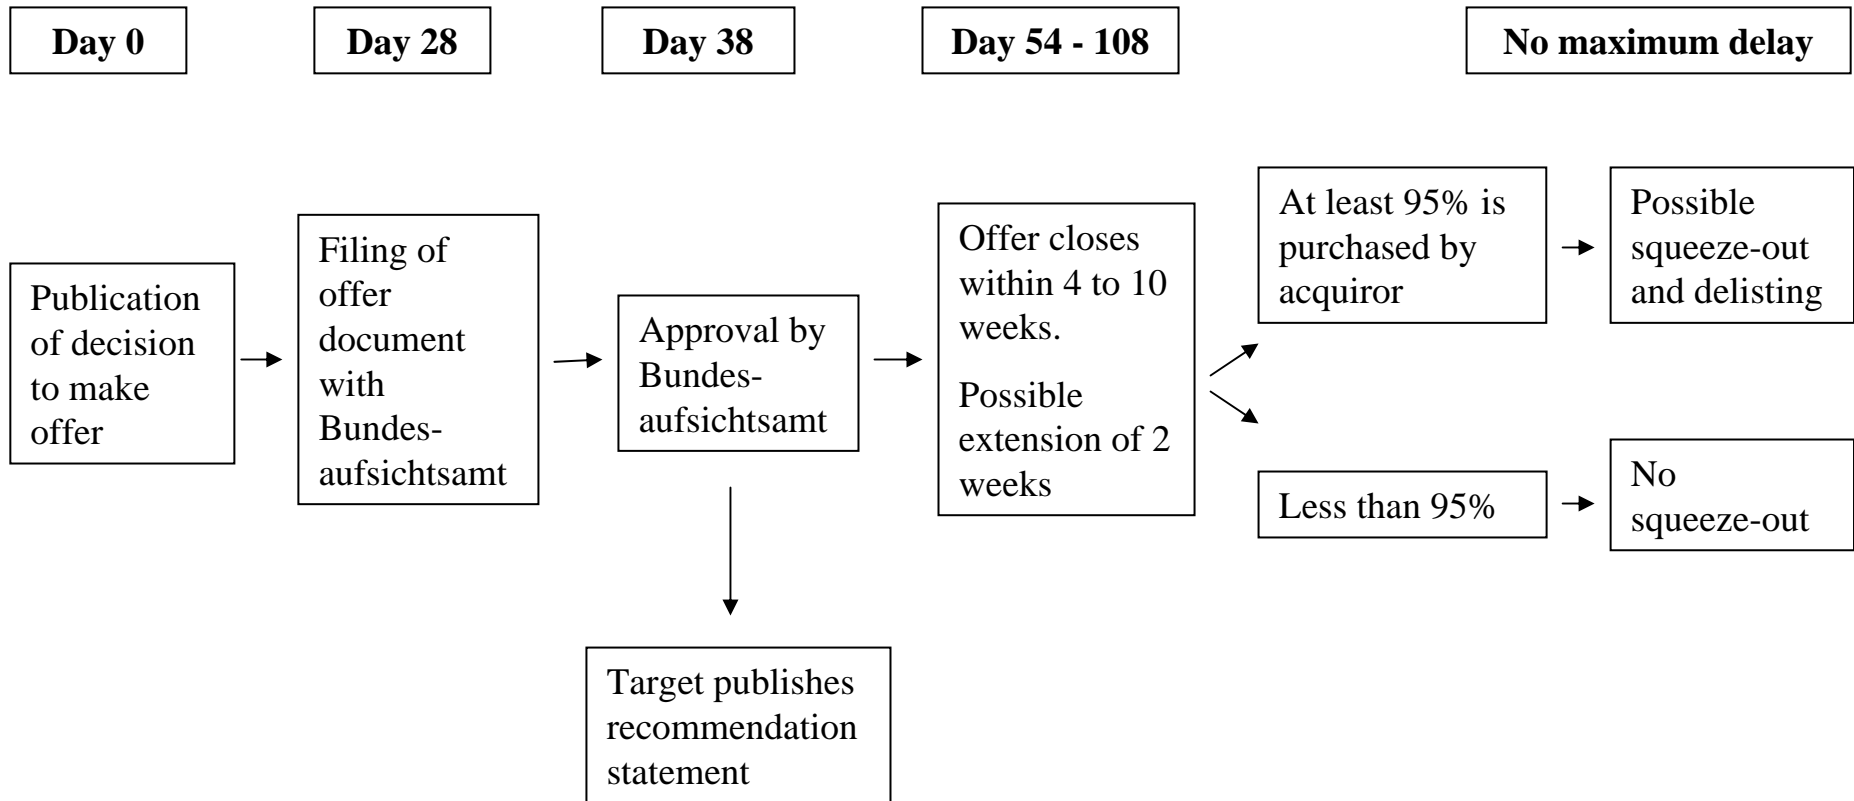 Day 0
Day 28
Day 38
Day 54 - 108
No maximum delay
Publication
of decision
to make
offer
Filing of
offer
document
with
Bundes-
aufsichtsamt
Approval by
Bundes-
aufsichtsamt
Target publishes
recommendation
statement
Offer closes
within 4 to 10
weeks.
Possible
extension of 2
weeks
At least 95% is
purchased by
acquiror
Possible
squeeze-out
and delisting
Less than 95%
No
squeeze-out